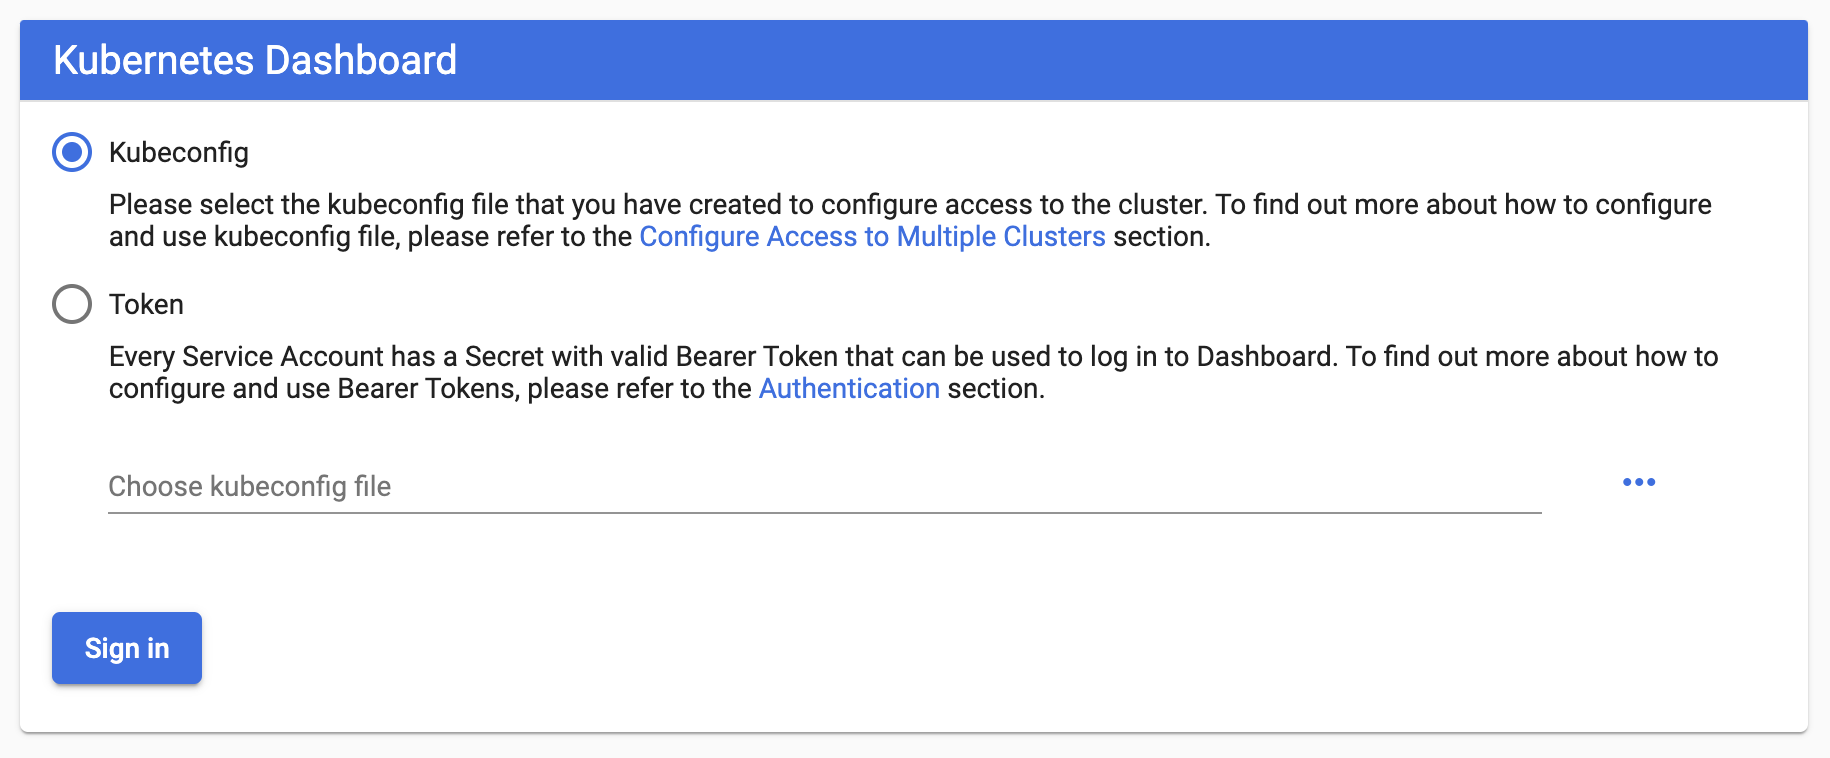 Kubernetes Dashboard
Kubeconfig
Please select the kubeconfig file that you have created to configure access to the cluster. To find out more about how to configure
and use kubeconfig file, please refer to the Configure Access to Multiple Clusters section.
Token
Every Service Account has a Secret with valid Bearer Token that can be used to log in to Dashboard. To find out more about how to
configure and use Bearer Tokens, please refer to the Authentication section.
Choose kubeconfig file
Sign in